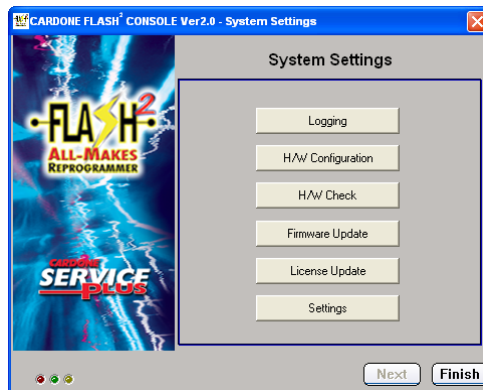 CARDONE FLASH² CONSOLE Ver2.0 - System Settings
System Settings
FLASH²
ALL-MAKES
REPROGRAMMER
CARDONE
SERVICE
PLUS
Logging
H/W Configuration
H/W Check
Firmware Update
License Update
Settings
Next
Finish